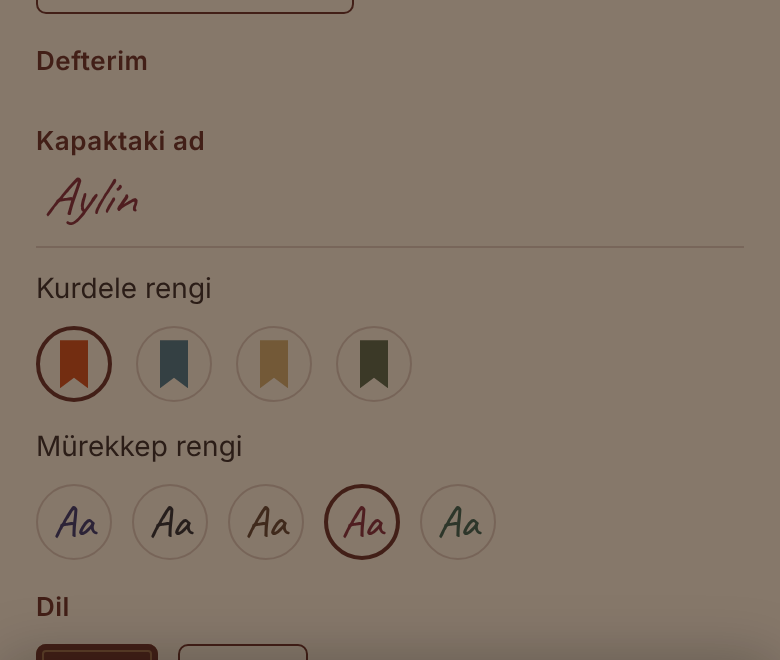 Defterim
Kapaktaki ad
Aylin
Kurdele rengi
Mürekkep rengi
Aa Aa Aa Aa Aa
Dil